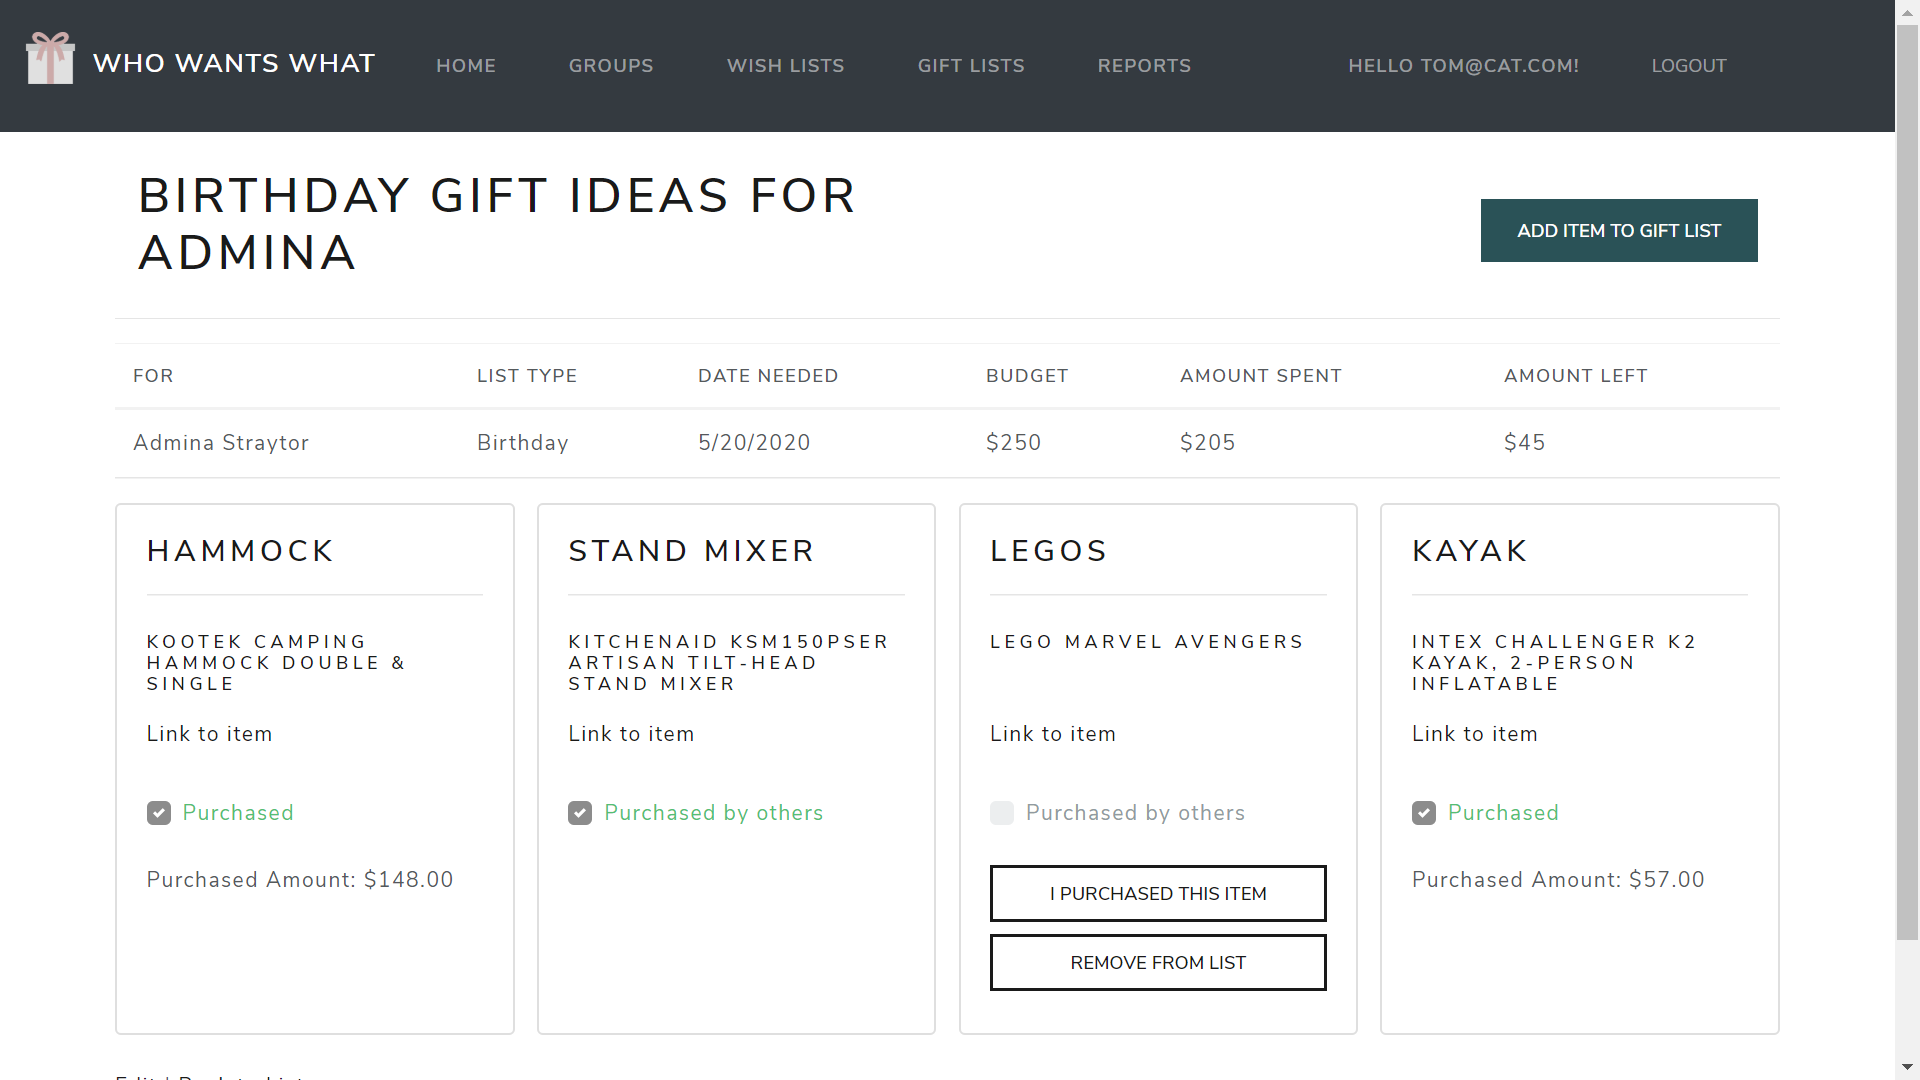 WHO WANTS WHAT
HOME
GROUPS
WISH LISTS
GIFT LISTS
REPORTS
HELLO TOM@CAT.COM!
LOGOUT
BIRTHDAY GIFT IDEAS FOR
ADMINA
ADD ITEM TO GIFT LIST
FOR LIST TYPE DATE NEEDED BUDGET AMOUNT SPENT AMOUNT LEFT
Admina Straytor Birthday 5/20/2020 $250 $205 $45
HAMMOCK
KOOTEK CAMPING
HAMMOCK DOUBLE &
SINGLE
Link to item
Purchased
Purchased Amount: $148.00
STAND MIXER
KITCHENAID KSM150PSER
ARTISAN TILT-HEAD
STAND MIXER
Link to item
Purchased by others
LEGOS
LEGO MARVEL AVENGERS
Link to item
Purchased by others
I PURCHASED THIS ITEM
REMOVE FROM LIST
KAYAK
INTEX CHALLENGER K2
KAYAK, 2-PERSON
INFLATABLE
Link to item
Purchased
Purchased Amount: $57.00